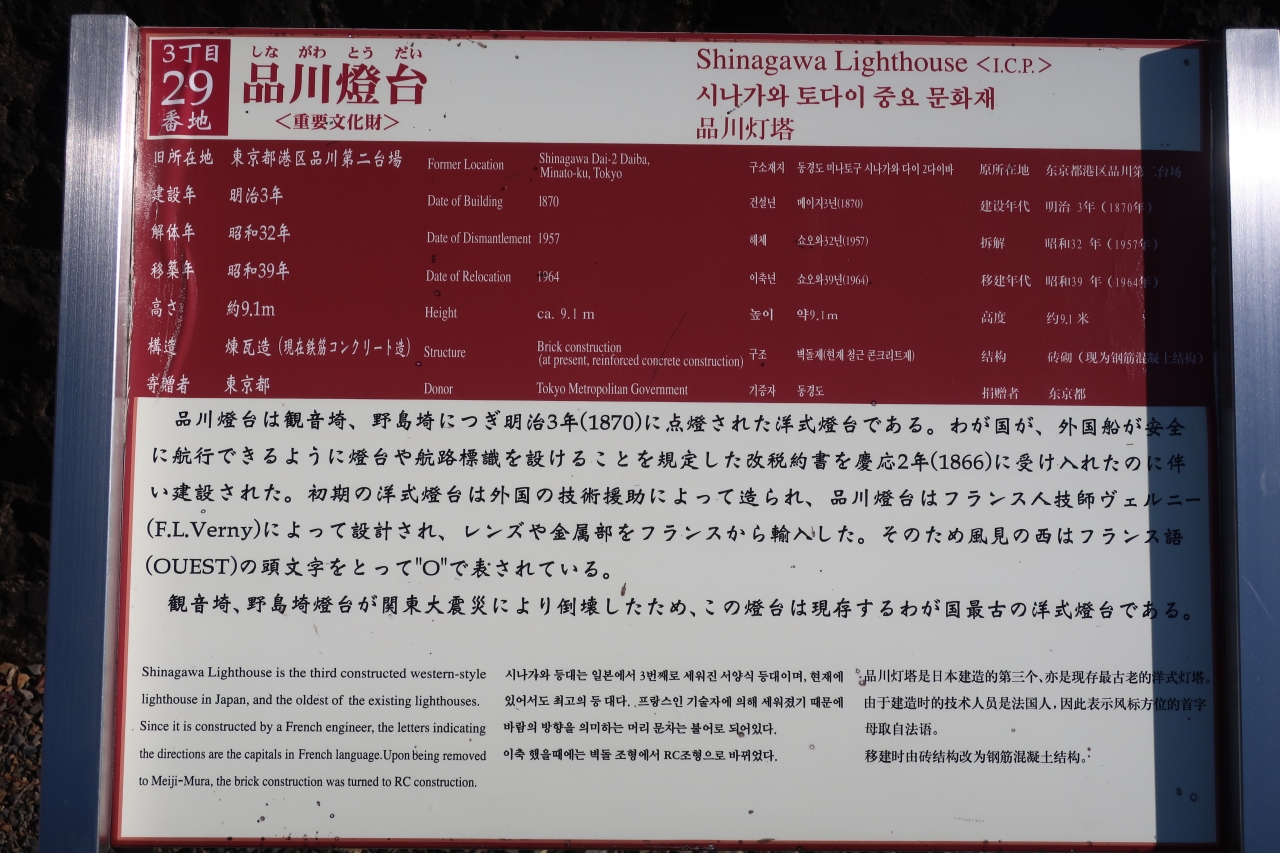 3丁目
29
番地
しな がわ とう だい
品川燈台
<重要文化財>
Shinagawa Lighthouse <I.C.P.>
시나가와 토다이 중요 문화재
品川灯塔
旧所在地 東京都港区品川第二台場
建設年 明治3年
解体年 昭和32年
移築年 昭和39年
高さ 約9.1m
構造 煉瓦造(現在鉄筋コンクリート造)
寄贈者 東京都
Former Location Shinagawa Dai-2 Daiba,
Minato-ku, Tokyo
Date of Building 1870
Date of Dismantlement 1957
Date of Relocation 1964
Height ca. 9.1 m
Structure Brick construction
(at present, reinforced concrete construction)
Donor Tokyo Metropolitan Government
구소재지 동경도 미나토구 시나가와 다이 2다이바
건설년 메이지3년(1870)
해체 쇼오와32년(1957)
이축년 쇼오와39년(1964)
높이 약9.1m
구조 벽돌제(현재 철근 콘크리트제)
기증자 동경도
原所在地 东京都港区品川第二台场
建设年代 明治 3年(1870年)
拆解 昭和32 年(1957年)
移建年代 昭和39 年(1964年)
高度 约9.1 米
结构 砖砌(现为钢筋混凝土结构)
捐赠者 东京都
品川燈台は観音埼、野島埼につぎ明治3年(1870)に点燈された洋式燈台である。わが国が、外国船が安全
に航行できるように燈台や航路標識を設けることを規定した改税約書を慶応2年(1866)に受け入れたのに伴
い建設された。初期の洋式燈台は外国の技術援助によって造られ、品川燈台はフランス人技師ヴェルニー
(F.L.Verny)によって設計され、レンズや金属部をフランスから輸入した。そのため風見の西はフランス語
(OUEST)の頭文字をとって"O"で表されている。
観音埼、野島埼燈台が関東大震災により倒壊したため、この燈台は現存するわが国最古の洋式燈台である。
Shinagawa Lighthouse is the third constructed western-style
lighthouse in Japan, and the oldest of the existing lighthouses.
Since it is constructed by a French engineer, the letters indicating
the directions are the capitals in French language. Upon being removed
to Meiji-Mura, the brick construction was turned to RC construction.
시나가와 등대는 일본에서 3번째로 세워진 서양식 등대이며, 현재에
있어서도 최고의 등대다. 프랑스인 기술자에 의해 세워졌기 때문에
바람의 방향을 의미하는 머리 문자는 불어로 되어있다.
이축 했을때에는 벽돌 조형에서 RC조형으로 바뀌었다.
品川灯塔是日本建造的第三个,亦是现存最古老的洋式灯塔。
由于建造时的技术人员是法国人,因此表示风标方位的首字
母取自法语。
移建时由砖结构改为钢筋混凝土结构。